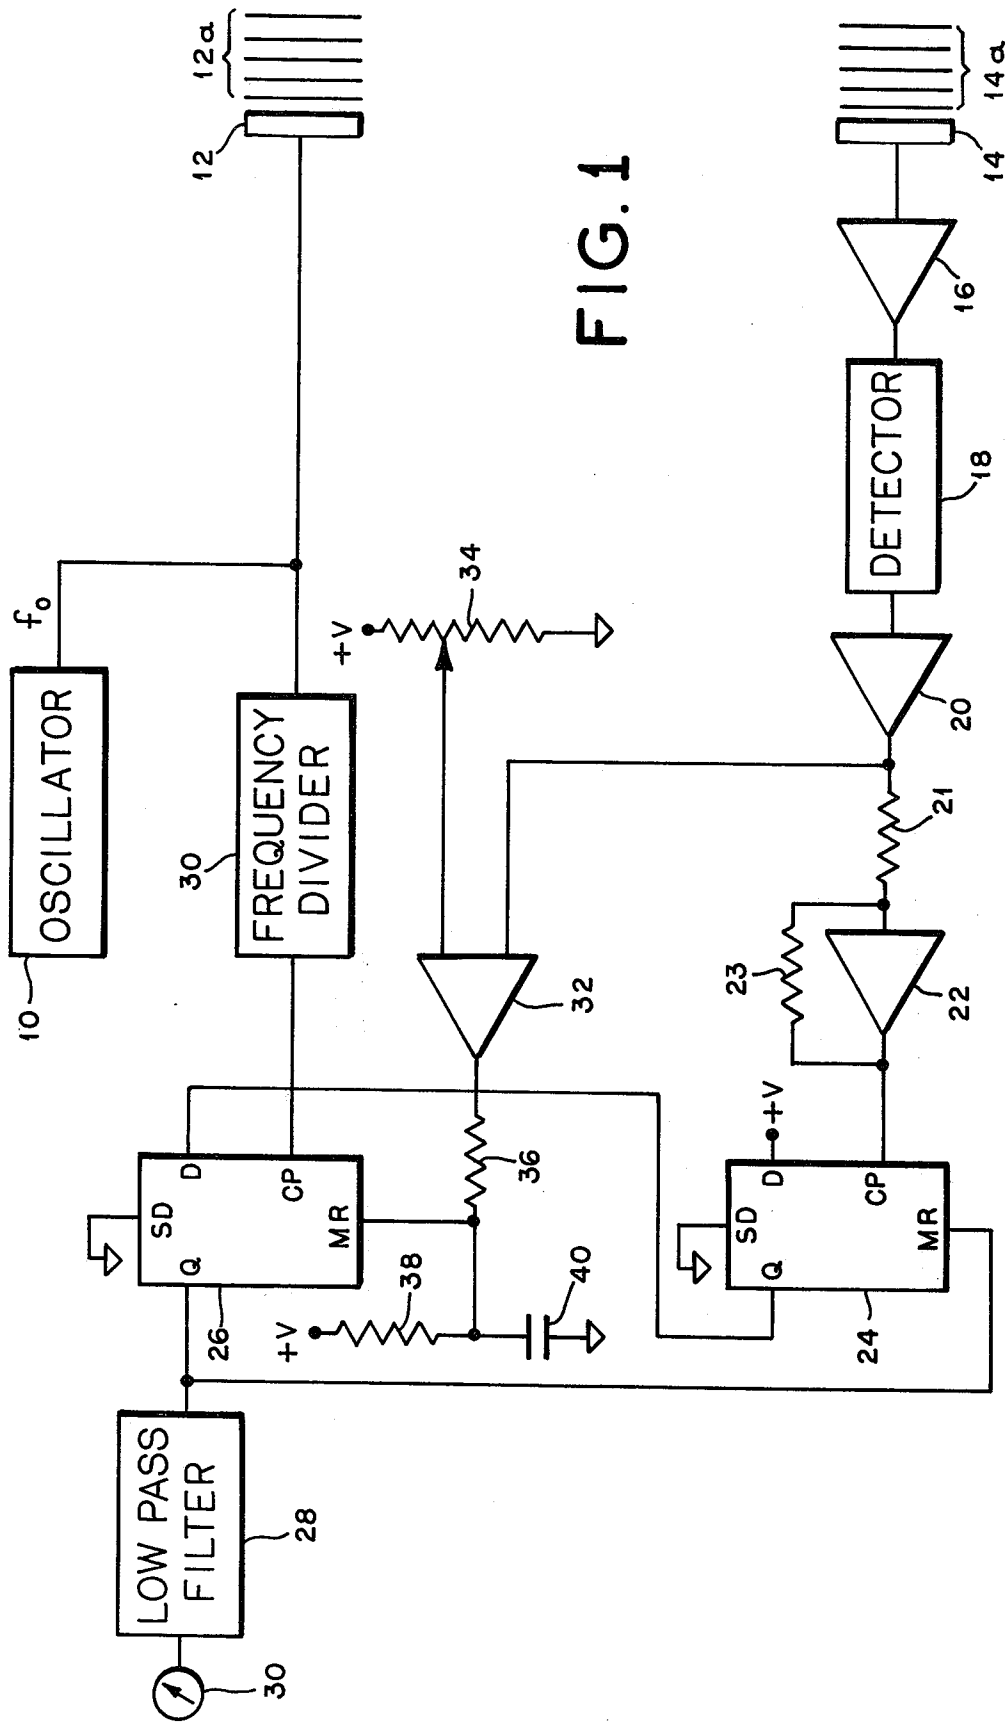 10
OSCILLATOR
f₀
12
12a
30
FREQUENCY
DIVIDER
+V
34
FIG. 1
SD
Q
D
CP
MR
26
LOW PASS
FILTER
28
30
+V
38
40
36
32
14
14a
16
DETECTOR
18
20
21
22
23
+V
SD
Q
D
CP
MR
24